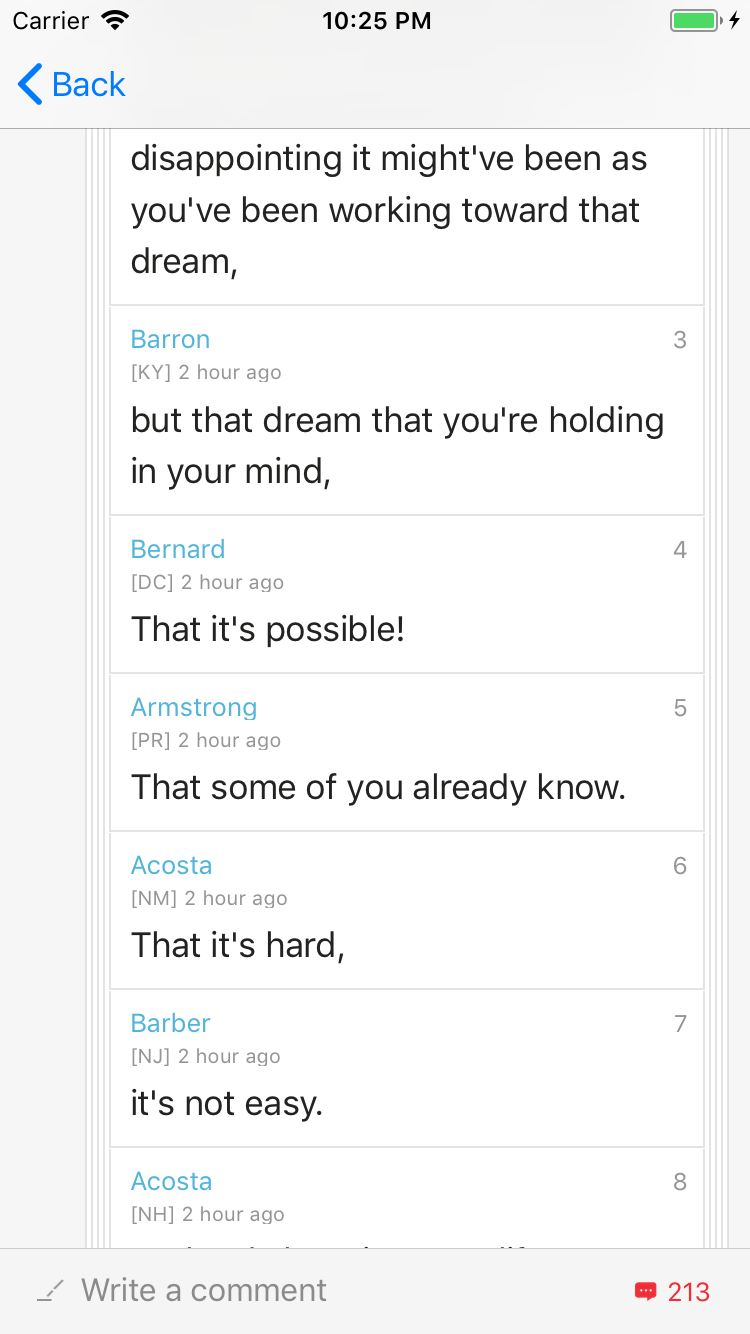 Carrier 10:25 PM
Back
disappointing it might've been as
you've been working toward that
dream,
Barron 3
[KY] 2 hour ago
but that dream that you're holding
in your mind,
Bernard 4
[DC] 2 hour ago
That it's possible!
Armstrong 5
[PR] 2 hour ago
That some of you already know.
Acosta 6
[NM] 2 hour ago
That it's hard,
Barber 7
[NJ] 2 hour ago
it's not easy.
Acosta 8
[NH] 2 hour ago
Write a comment 213